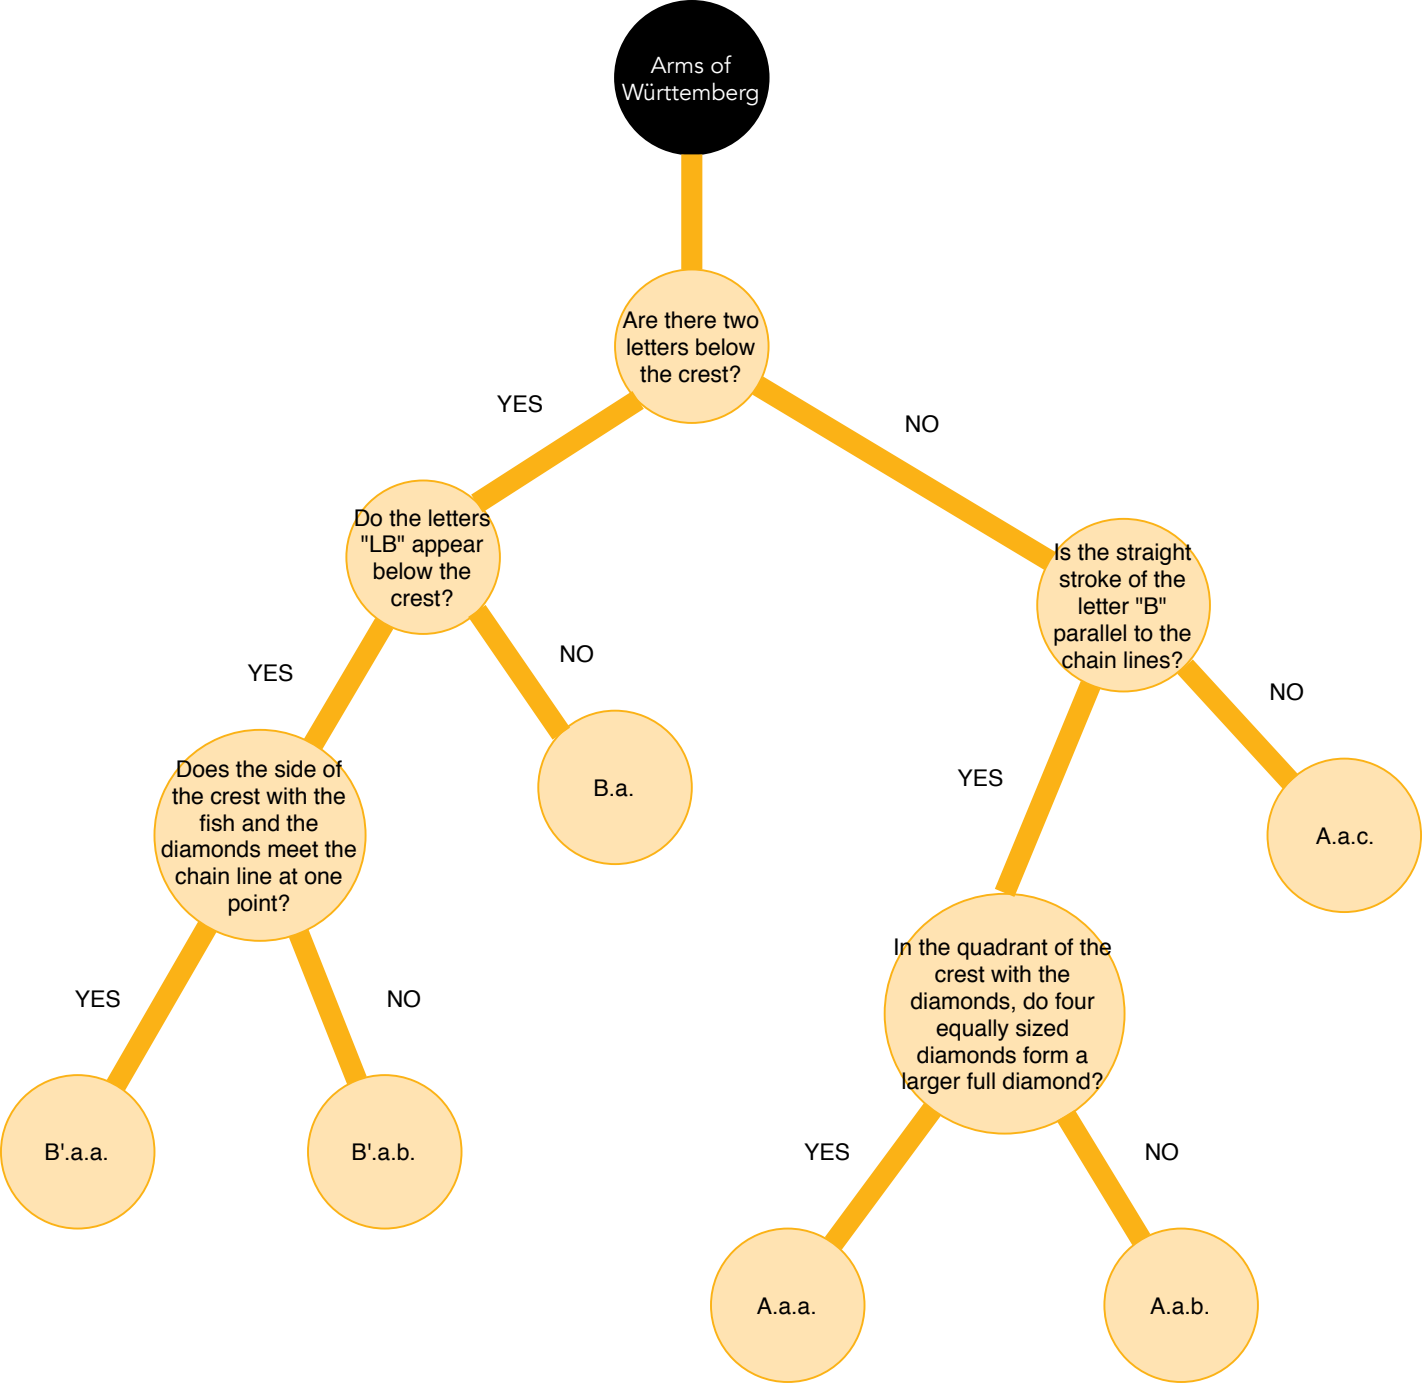 Arms of
Württemberg
Are there two
letters below
the crest?
YES
NO
Do the letters
"LB" appear
below the
crest?
Is the straight
stroke of the
letter "B"
parallel to the
chain lines?
YES
NO
NO
YES
Does the side of
the crest with the
fish and the
diamonds meet the
chain line at one
point?
B.a.
A.a.c.
In the quadrant of the
crest with the
diamonds, do four
equally sized
diamonds form a
larger full diamond?
YES
NO
B'.a.a.
B'.a.b.
YES
NO
A.a.a.
A.a.b.